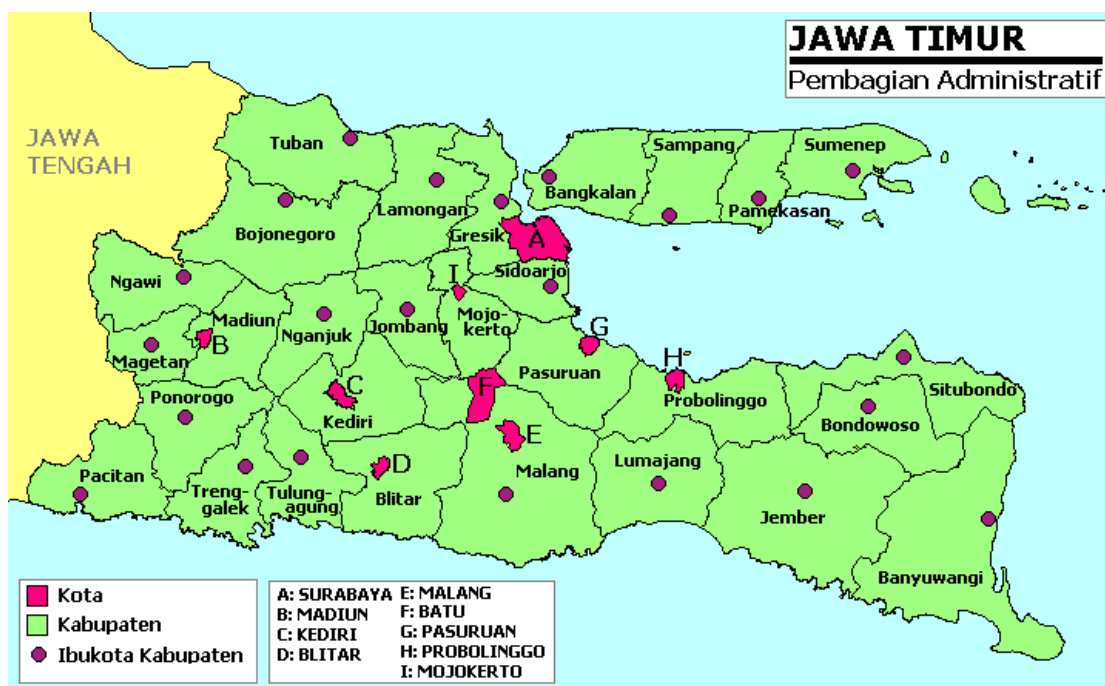 JAWA TIMUR
Pembagian Administratif
JAWA
TENGAH
Tuban
Sampang
Sumenep
Bangkalan
Pamekasan
Lamongan
Bojonegoro
Gresik
A
Sidoarjo
I
Ngawi
Madiun
Nganjuk
Jombang
Mojo-
kerto
B
Magetan
G
H
Pasuruan
Ponorogo
C
F
Kediri
Probolinggo
Situbondo
Bondowoso
E
D
Pacitan
Treng-
galek
Tulung-
agung
Blitar
Malang
Lumajang
Jember
Banyuwangi
Kota
Kabupaten
Ibukota Kabupaten
A: SURABAYA
B: MADIUN
C: KEDIRI
D: BLITAR
E: MALANG
F: BATU
G: PASURUAN
H: PROBOLINGGO
I: MOJOKERTO